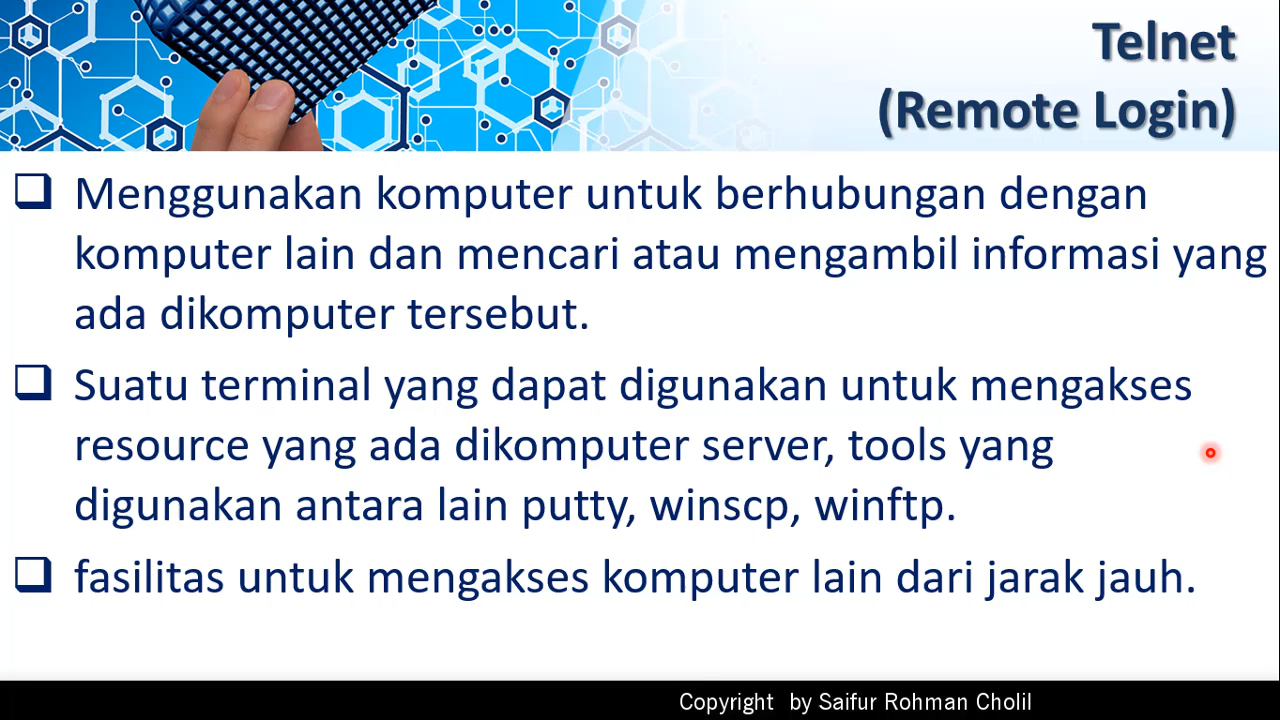 Telnet
(Remote Login)
Menggunakan komputer untuk berhubungan dengan
komputer lain dan mencari atau mengambil informasi yang
ada dikomputer tersebut.
Suatu terminal yang dapat digunakan untuk mengakses
resource yang ada dikomputer server, tools yang
digunakan antara lain putty, winscp, winftp.
fasilitas untuk mengakses komputer lain dari jarak jauh.
Copyright by Saifur Rohman Cholil